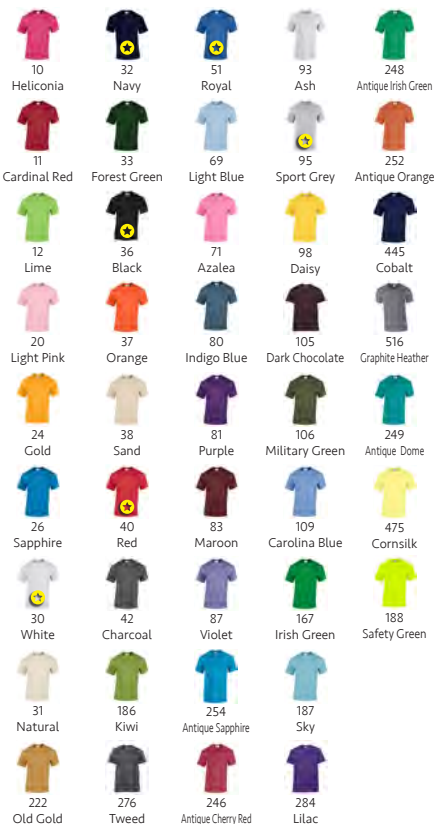 10 32 51 93 248
Heliconia Navy Royal Ash Antique Irish Green
11 33 69 95 252
Cardinal Red Forest Green Light Blue Sport Grey Antique Orange
12 36 71 98 445
Lime Black Azalea Daisy Cobalt
20 37 80 105 516
Light Pink Orange Indigo Blue Dark Chocolate Graphite Heather
24 38 81 106 249
Gold Sand Purple Military Green Antique Dome
26 40 83 109 475
Sapphire Red Maroon Carolina Blue Cornsilk
30 42 87 167 188
White Charcoal Violet Irish Green Safety Green
31 186 254 187
Natural Kiwi Antique Sapphire Sky
222 276 246 284
Old Gold Tweed Antique Cherry Red Lilac